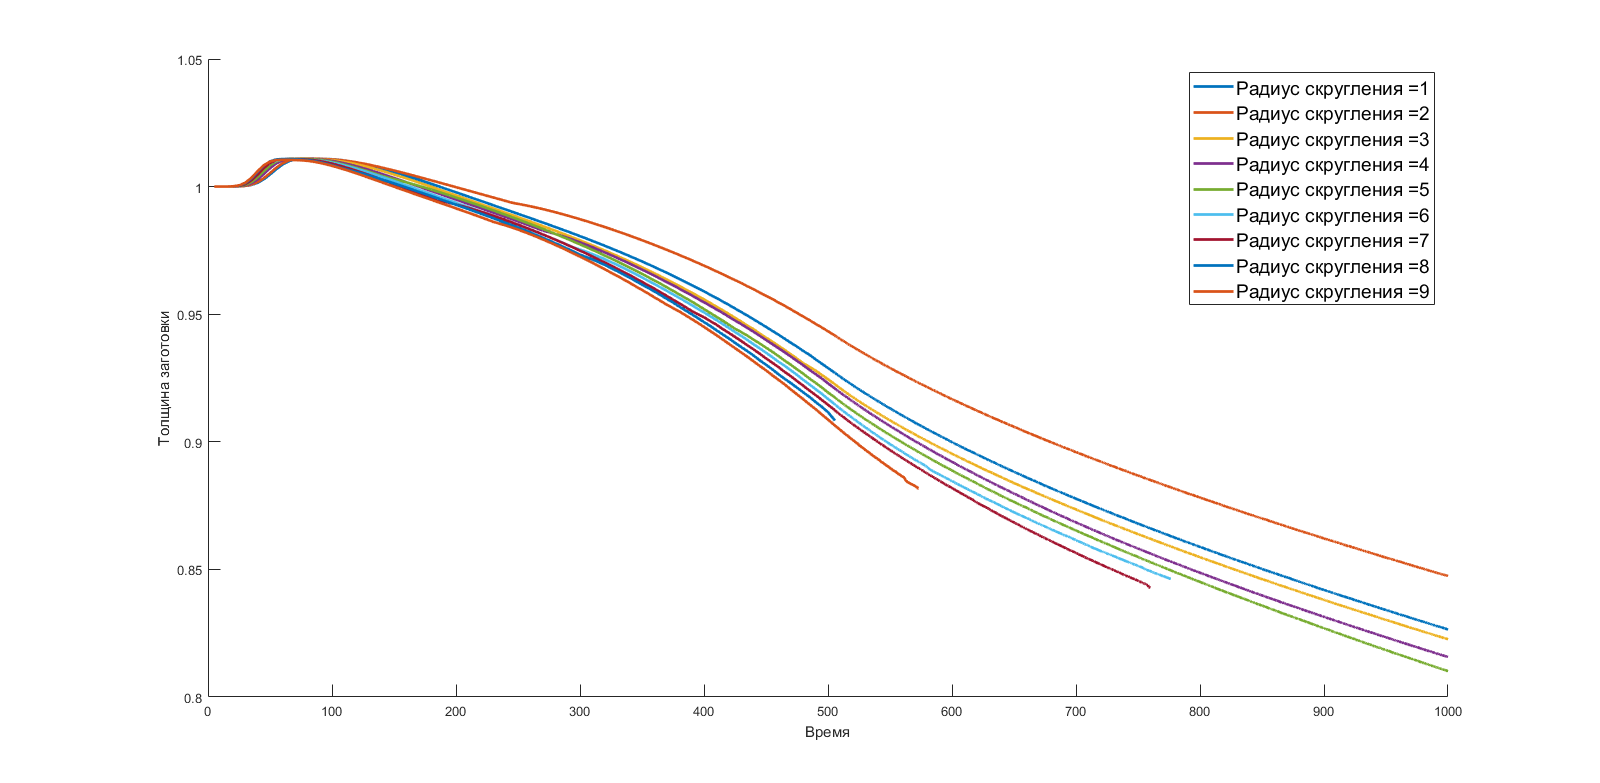 1.05
1
0.95
0.9
0.85
0.8
Толщина заготовки
0
100
200
300
400
500
600
700
800
900
1000
Время
Радиус скругления =1
Радиус скругления =2
Радиус скругления =3
Радиус скругления =4
Радиус скругления =5
Радиус скругления =6
Радиус скругления =7
Радиус скругления =8
Радиус скругления =9